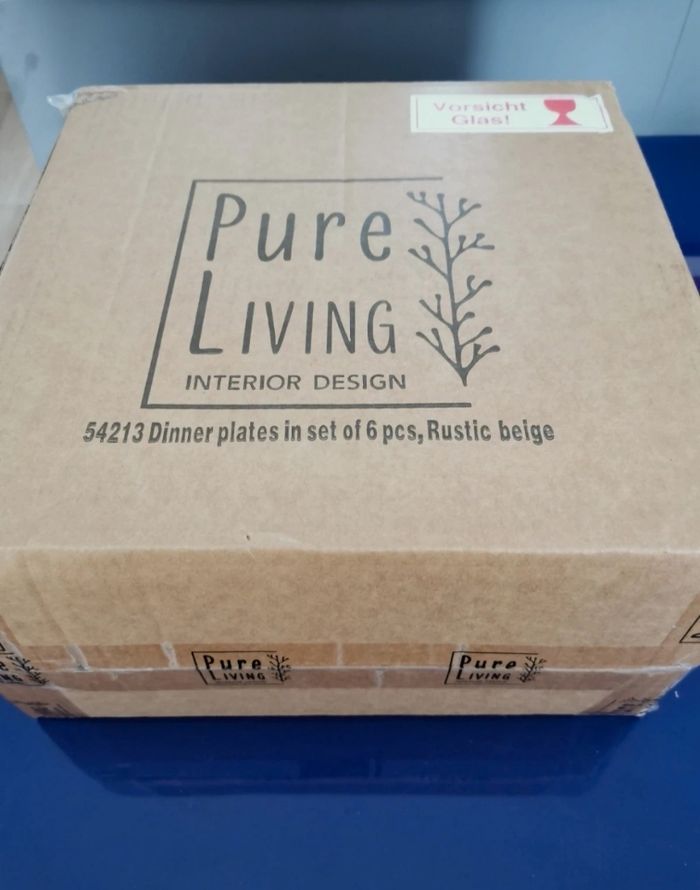 Vorsicht
Glas!
Pure
LIVING
INTERIOR DESIGN
54213 Dinner plates in set of 6 pcs, Rustic beige
Pure
LIVING
Pure
LIVING